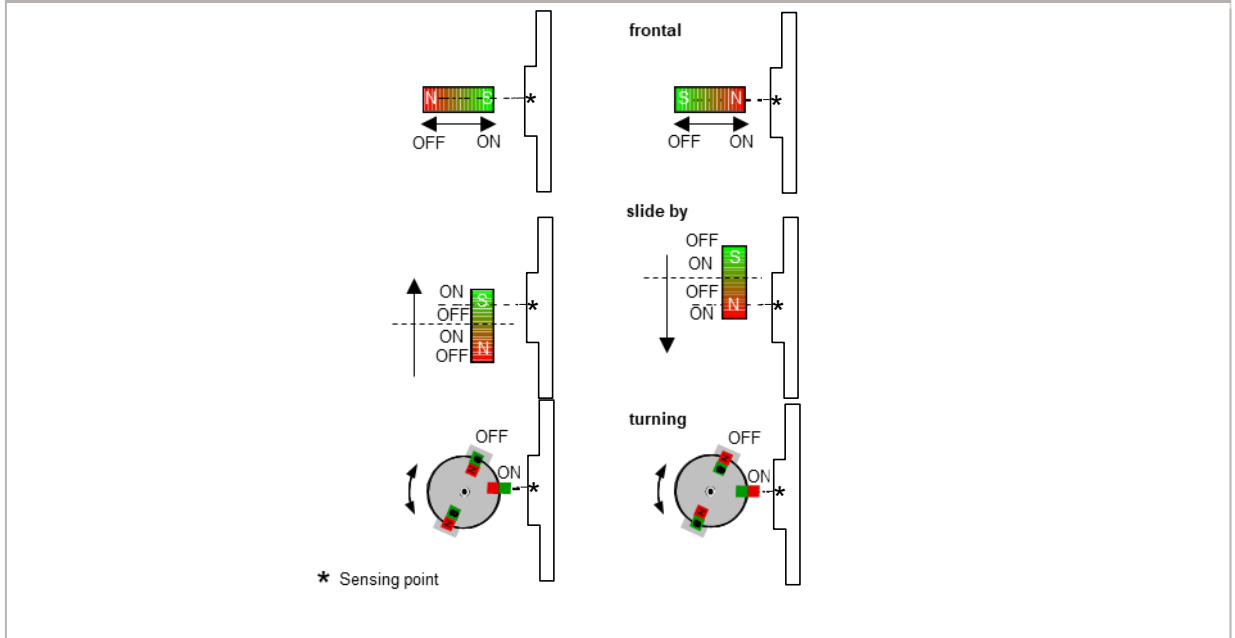 frontal
N S *
S N *
OFF ON
OFF ON
slide by
OFF
S
ON
OFF
N *
ON
ON
S *
OFF
ON
N
OFF
turning
OFF
OFF
ON
ON
N
N
*
*
N
N
* Sensing point